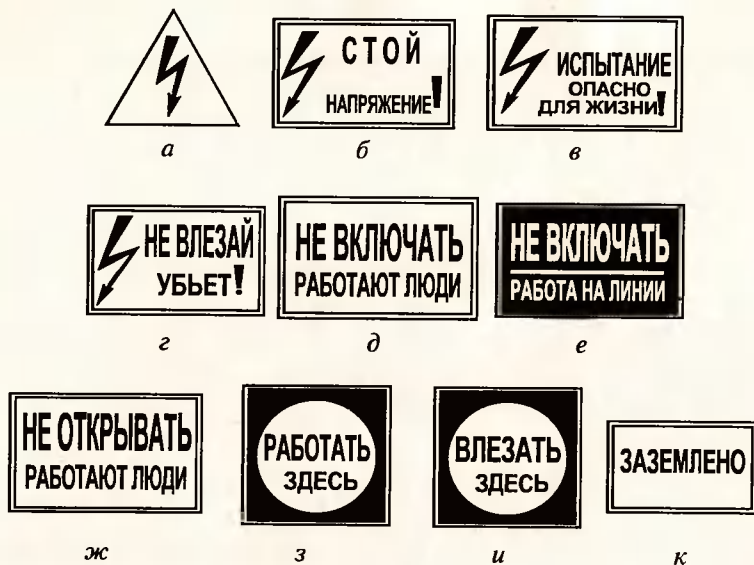 СТОЙ
НАПРЯЖЕНИЕ!
ИСПЫТАНИЕ
ОПАСНО
ДЛЯ ЖИЗНИ!
а
б
в
НЕ ВЛЕЗАЙ
УБЬЕТ!
НЕ ВКЛЮЧАТЬ
РАБОТАЮТ ЛЮДИ
НЕ ВКЛЮЧАТЬ
РАБОТА НА ЛИНИИ
г
д
е
НЕ ОТКРЫВАТЬ
РАБОТАЮТ ЛЮДИ
РАБОТАТЬ
ЗДЕСЬ
ВЛЕЗАТЬ
ЗДЕСЬ
ЗАЗЕМЛЕНО
ж
з
и
к